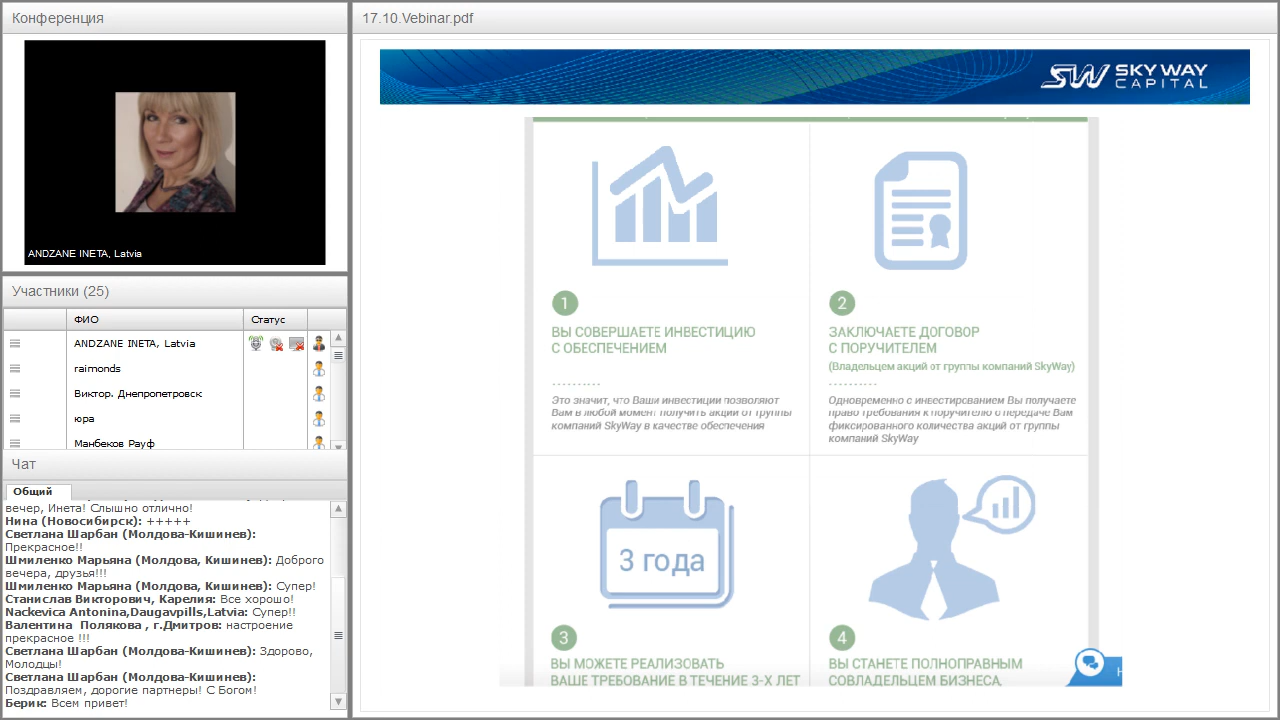 Конференция
ANDZANE INETA, Latvia
Участники (25)
ФИО
Статус
ANDZANE INETA, Latvia
raimonds
Виктор. Днепропетровск
юра
Манбеков Рауф
Чат
Общий
вечер, Инета! Слышно отлично!
Нина (Новосибирск): +++++
Светлана Шарбан (Молдова-Кишинев):
Прекрасное!!
Шмиленко Марьяна (Молдова, Кишинев): Доброго
вечера, друзья!!!
Шмиленко Марьяна (Молдова, Кишинев): Супер!
Станислав Викторович, Карелия: Все хорошо!
Nackevica Antonina,Daugavpills,Latvia: Супер!!
Валентина Полякова , г.Дмитров: настроение
прекрасное !!!
Светлана Шарбан (Молдова-Кишинев): Здорово,
Молодцы!
Светлана Шарбан (Молдова-Кишинев):
Поздравляем, дорогие партнеры! С Богом!
Берик: Всем привет!
17.10.Vebinar.pdf
SW SKY WAY
CAPITAL
1
ВЫ СОВЕРШАЕТЕ ИНВЕСТИЦИЮ
С ОБЕСПЕЧЕНИЕМ
----------
Это значит, что Ваши инвестиции позволяют
Вам в любой момент получить акции от группы
компаний SkyWay в качестве обеспечения
2
ЗАКЛЮЧАЕТЕ ДОГОВОР
С ПОРУЧИТЕЛЕМ
(Владельцем акций от группы компаний SkyWay)
----------
Одновременно с инвестированием Вы получаете
право требования к поручителю о передаче Вам
фиксированного количества акций от группы
компаний SkyWay
3 года
3
ВЫ МОЖЕТЕ РЕАЛИЗОВАТЬ
ВАШЕ ТРЕБОВАНИЕ В ТЕЧЕНИЕ 3-Х ЛЕТ
4
ВЫ СТАНЕТЕ ПОЛНОПРАВНЫМ
СОВЛАДЕЛЬЦЕМ БИЗНЕСА.